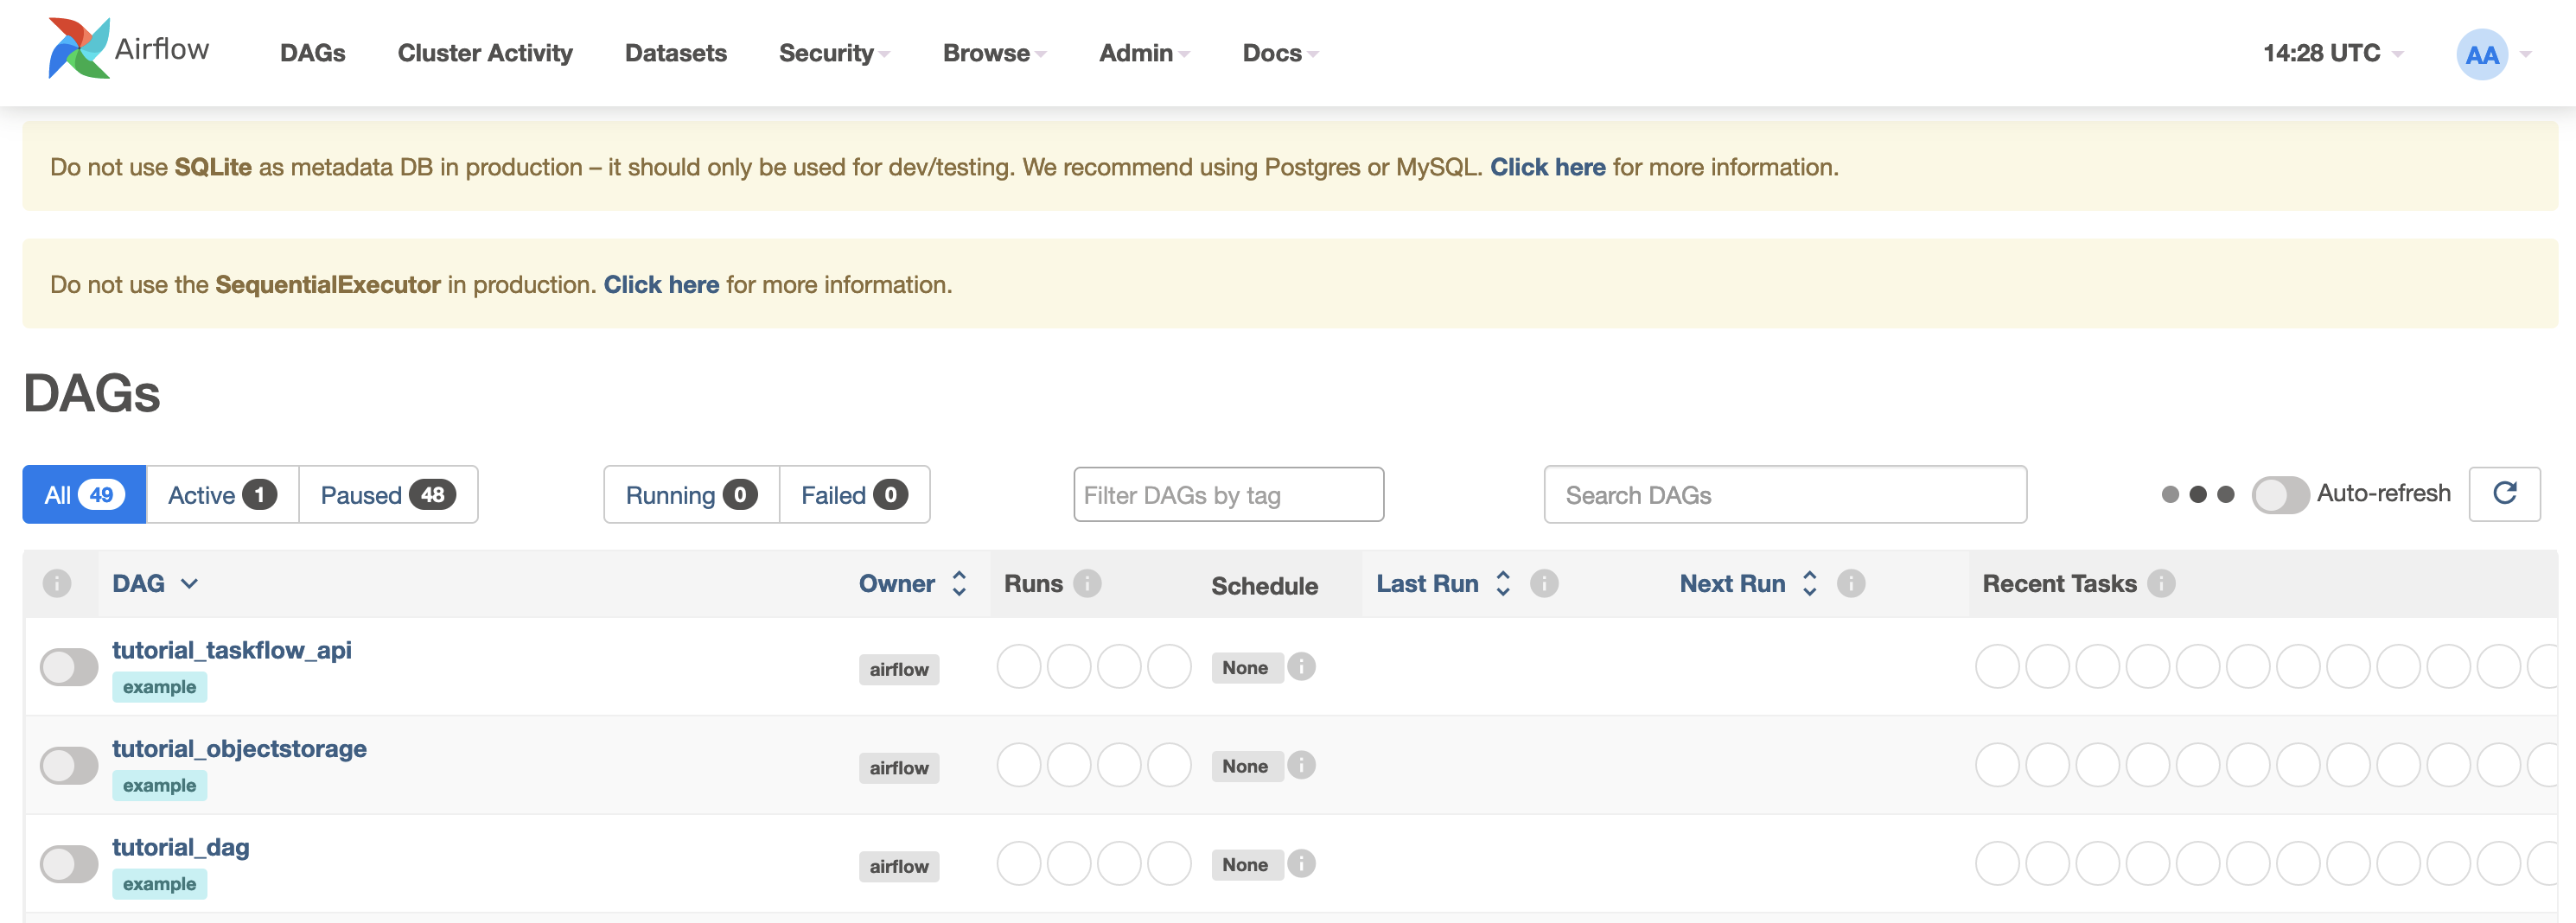 Airflow DAGs Cluster Activity Datasets Security Browse Admin Docs 14:28 UTC AA
Do not use SQLite as metadata DB in production – it should only be used for dev/testing. We recommend using Postgres or MySQL. Click here for more information.
Do not use the SequentialExecutor in production. Click here for more information.
DAGs
All 49 Active 1 Paused 48 Running 0 Failed 0 Filter DAGs by tag Search DAGs Auto-refresh
i DAG Owner Runs i Schedule Last Run i Next Run i Recent Tasks i
tutorial_taskflow_api
example airflow None i
tutorial_objectstorage
example airflow None i
tutorial_dag
example airflow None i